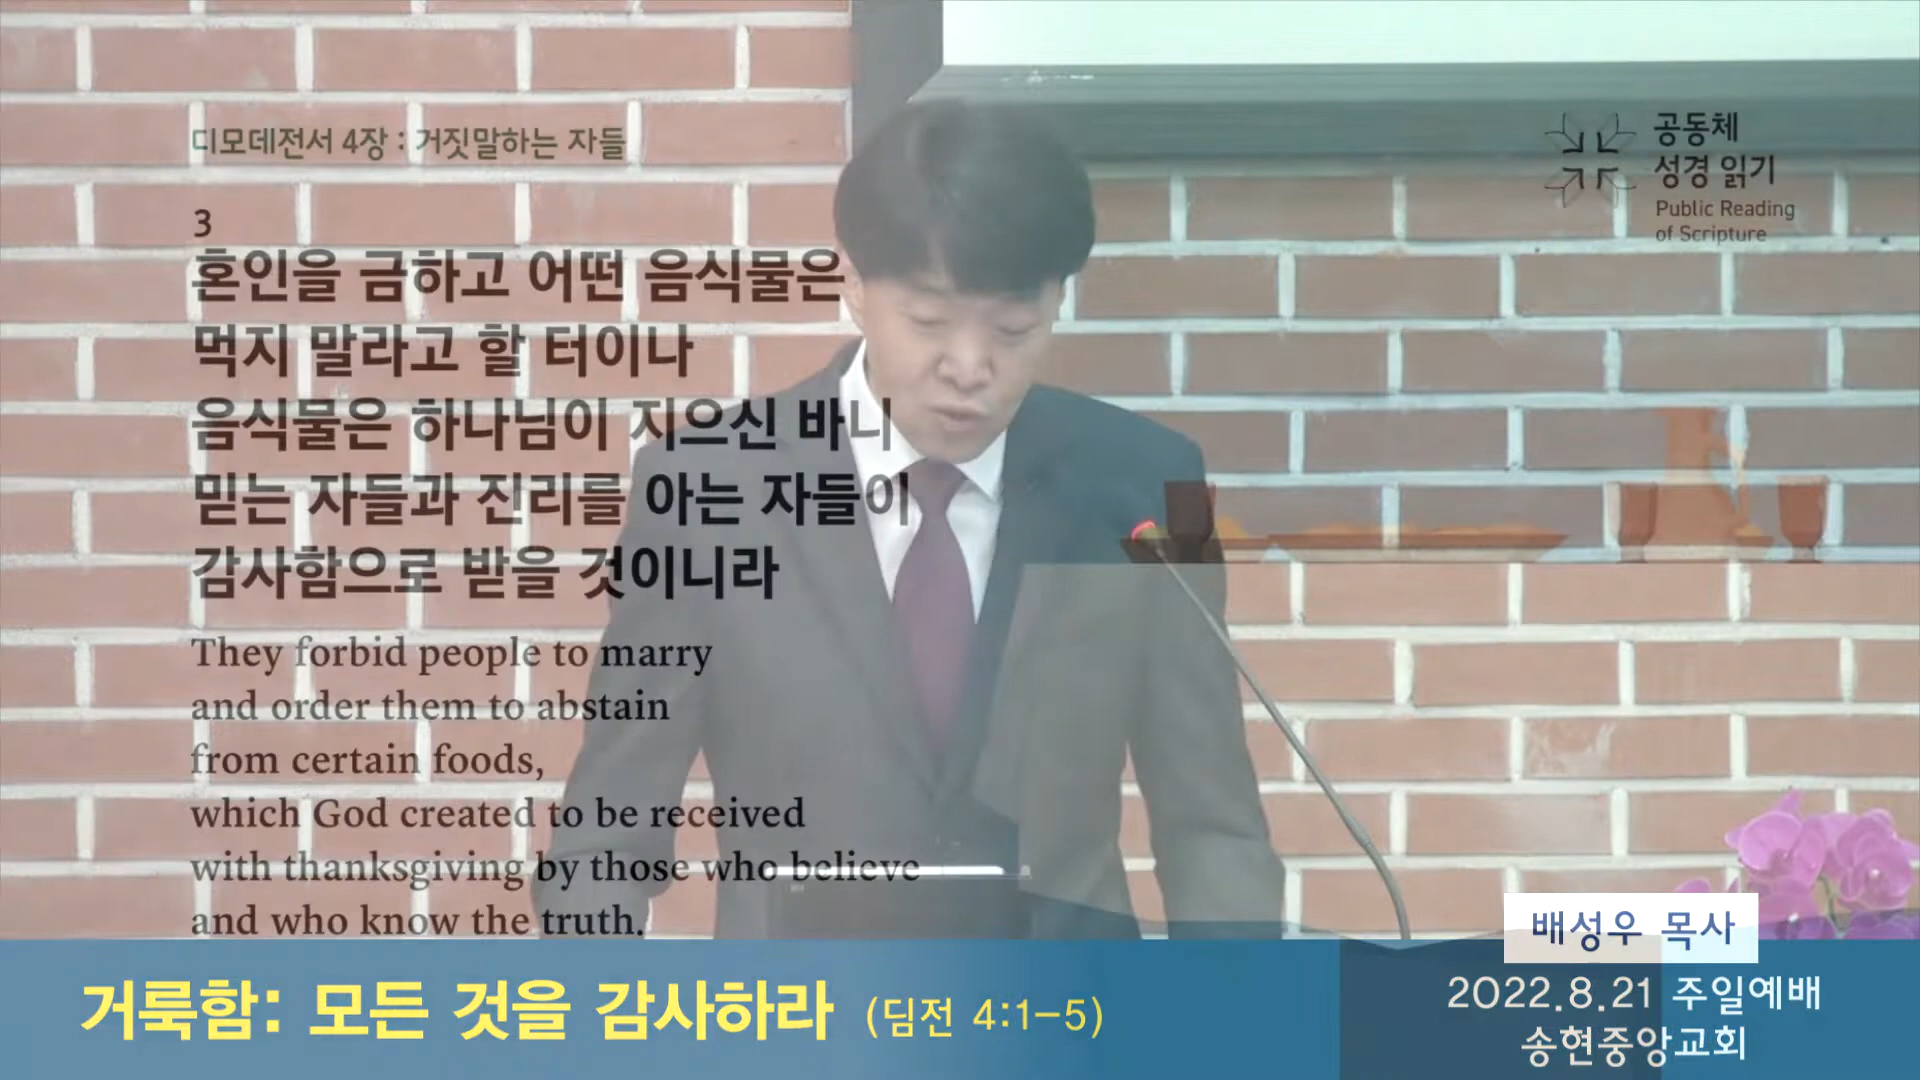 디모데전서 4장 : 거짓말하는 자들
공동체
성경 읽기
Public Reading
of Scripture
3
혼인을 금하고 어떤 음식물은
먹지 말라고 할 터이나
음식물은 하나님이 지으신 바니
믿는 자들과 진리를 아는 자들이
감사함으로 받을 것이니라
They forbid people to marry
and order them to abstain
from certain foods,
which God created to be received
with thanksgiving by those who believe
and who know the truth.
배성우 목사
거룩함: 모든 것을 감사하라 (딤전 4:1-5)
2022.8.21 주일예배
송현중앙교회